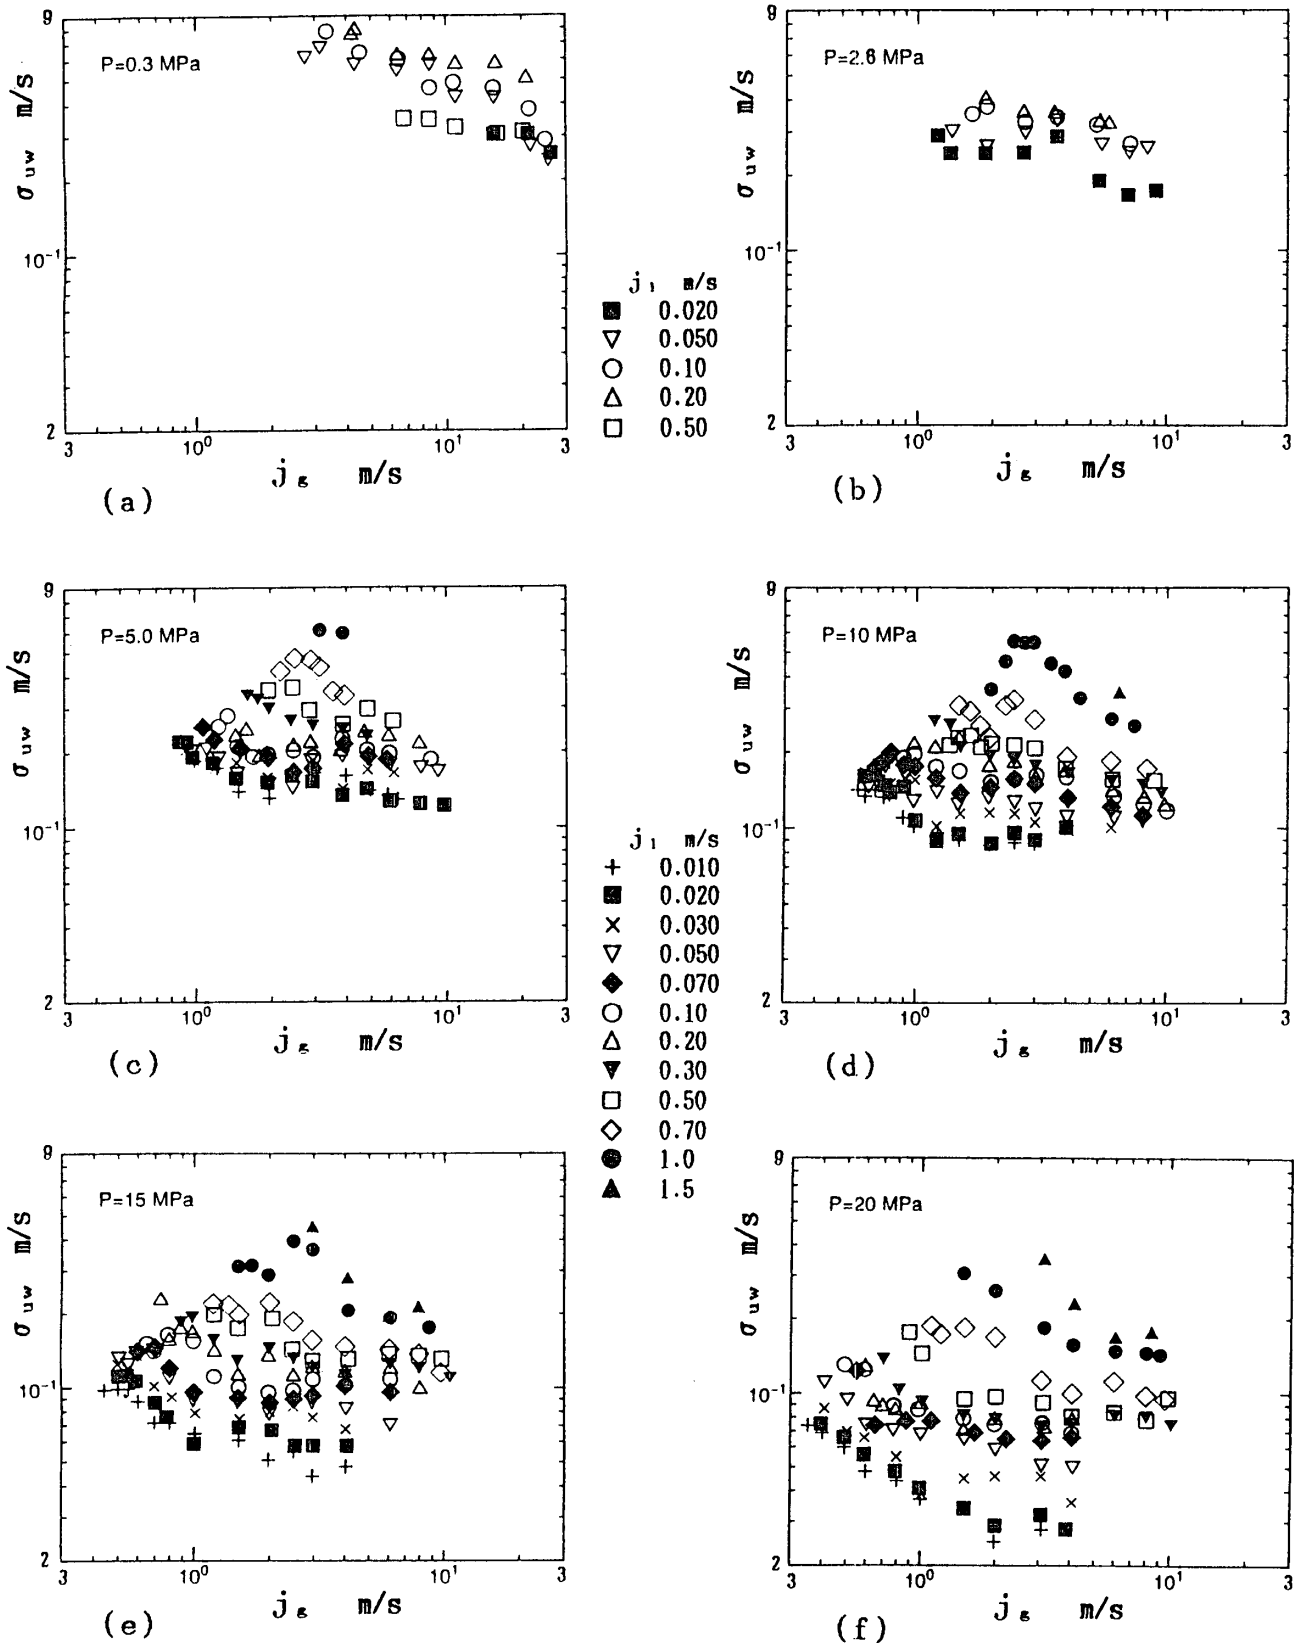 9
P=0.3 MPa
σuw m/s
10⁻¹
2
3 10⁰ 10¹ 3
jg m/s
(a)
9
P=2.6 MPa
σuw m/s
10⁻¹
2
3 10⁰ 10¹ 3
jg m/s
(b)
jl m/s
0.020
0.050
0.10
0.20
0.50
9
P=5.0 MPa
σuw m/s
10⁻¹
2
3 10⁰ 10¹ 3
jg m/s
(c)
9
P=10 MPa
σuw m/s
10⁻¹
2
3 10⁰ 10¹ 3
jg m/s
(d)
jl m/s
0.010
0.020
0.030
0.050
0.070
0.10
0.20
0.30
0.50
0.70
1.0
1.5
9
P=15 MPa
σuw m/s
10⁻¹
2
3 10⁰ 10¹ 3
jg m/s
(e)
9
P=20 MPa
σuw m/s
10⁻¹
2
3 10⁰ 10¹ 3
jg m/s
(f)